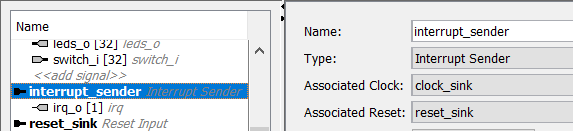 Name
leds_o [32] leds_o
switch_i [32] switch_i
<<add signal>>
interrupt_sender Interrupt Sender
irq_o [1] irq
reset_sink Reset Input
Name: interrupt_sender
Type: Interrupt Sender
Associated Clock: clock_sink
Associated Reset: reset_sink